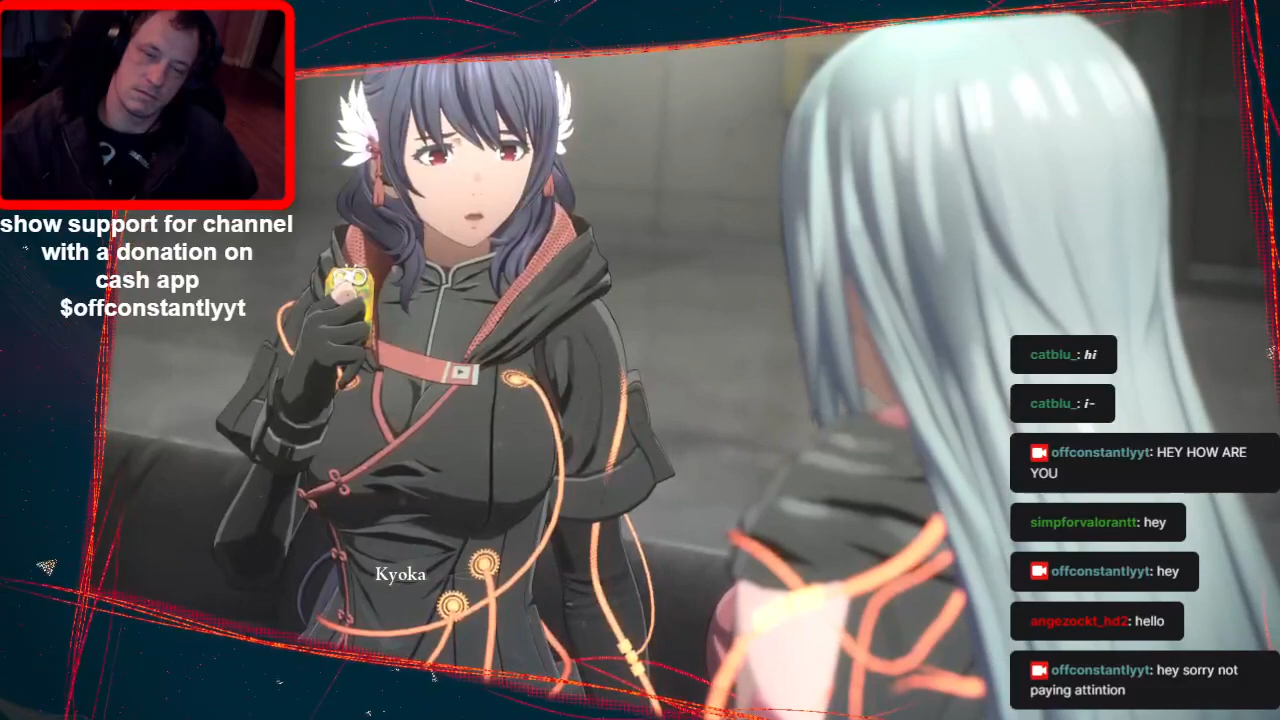 show support for channel
with a donation on
cash app
$offconstantlyyt
Kyoka
catblu_: hi
catblu_: i-
offconstantlyyt: HEY HOW ARE
YOU
simpforvalorantt: hey
offconstantlyyt: hey
angezockt_hd2: hello
offconstantlyyt: hey sorry not
paying attintion